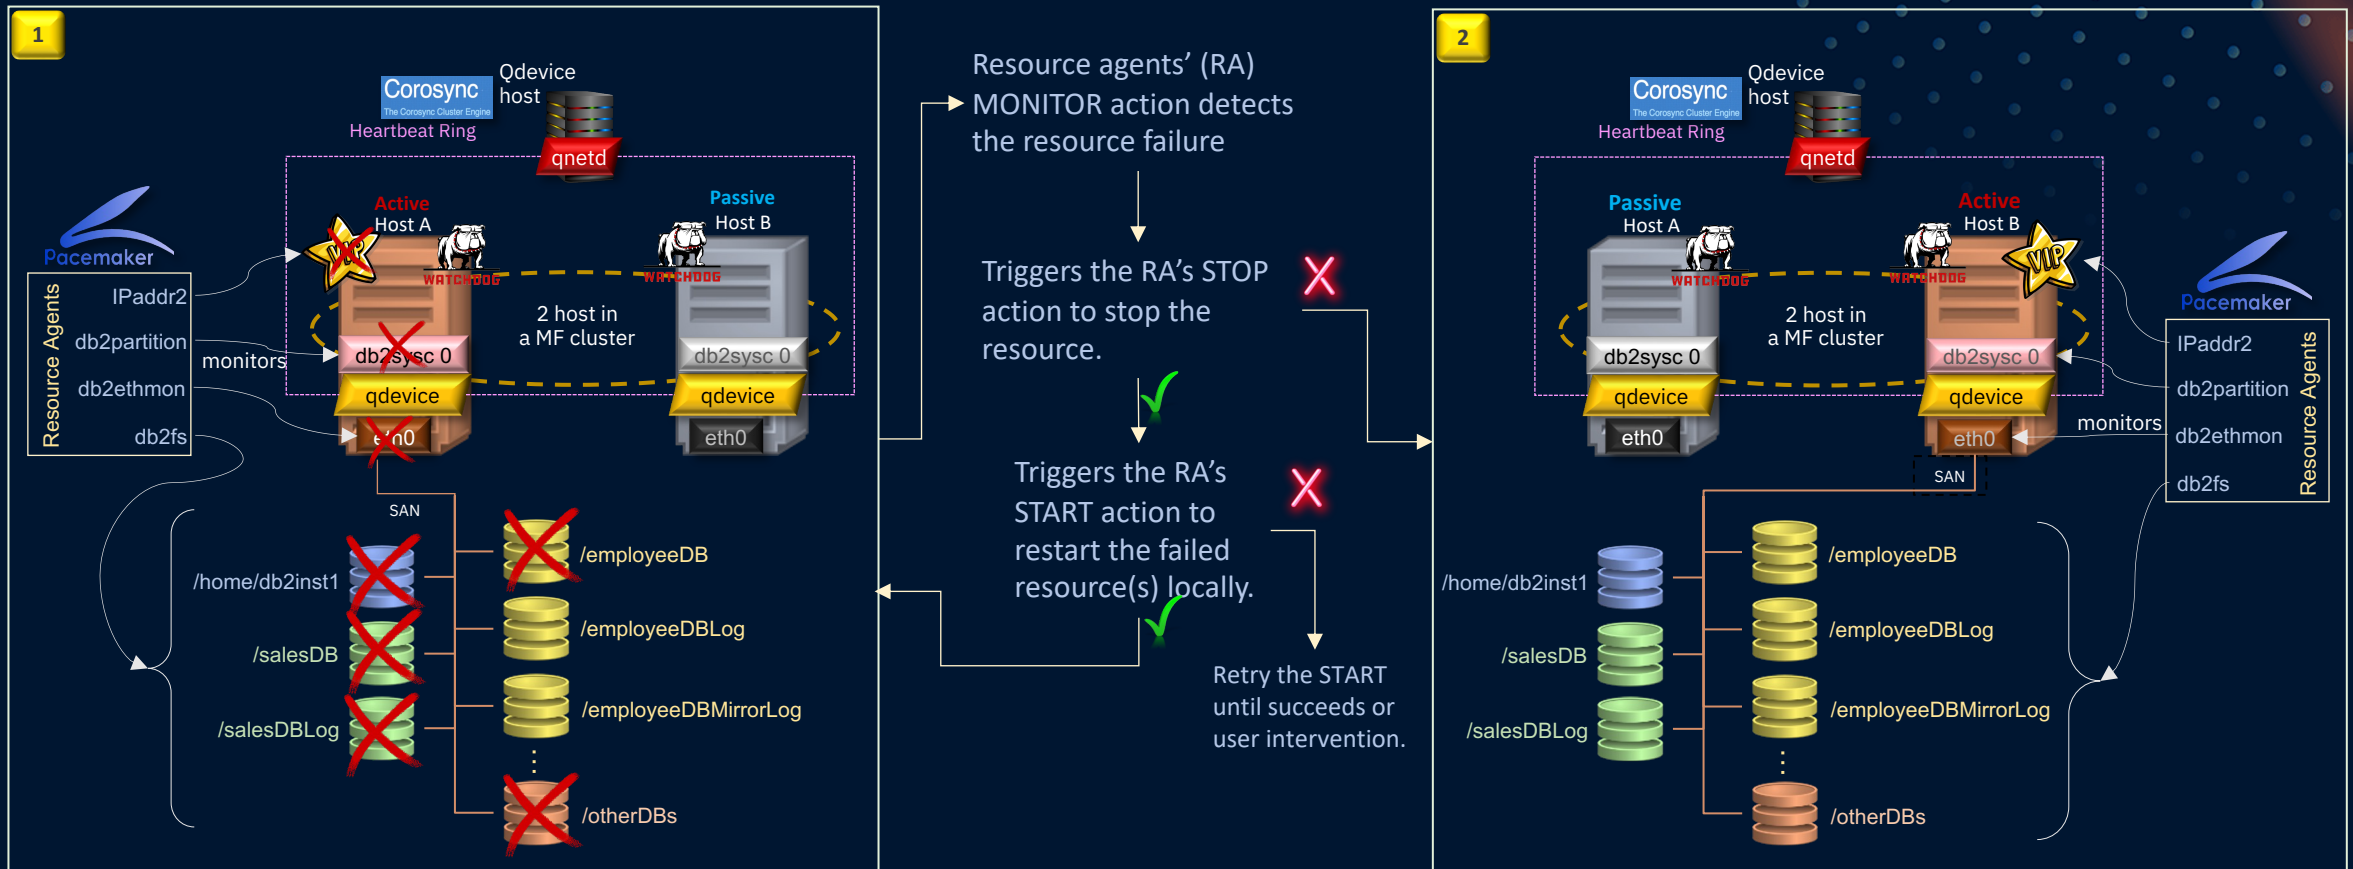 1
Corosync
The Corosync Cluster Engine
Qdevice
host
Heartbeat Ring
qnetd
Active
Host A
Passive
Host B
VIP
WATCHDOG
WATCHDOG
Pacemaker
Resource Agents
IPaddr2
db2partition
monitors
db2ethmon
db2fs
2 host in
a MF cluster
db2sysc 0
db2sysc 0
qdevice
qdevice
eth0
eth0
SAN
/home/db2inst1
/salesDB
/salesDBLog
/employeeDB
/employeeDBLog
/employeeDBMirrorLog
/otherDBs
Resource agents’ (RA)
MONITOR action detects
the resource failure
Triggers the RA’s STOP
action to stop the
resource.
Triggers the RA’s
START action to
restart the failed
resource(s) locally.
Retry the START
until succeeds or
user intervention.
2
Corosync
The Corosync Cluster Engine
Qdevice
host
Heartbeat Ring
qnetd
Passive
Host A
Active
Host B
WATCHDOG
WATCHDOG
VIP
Pacemaker
2 host in
a MF cluster
db2sysc 0
db2sysc 0
qdevice
qdevice
eth0
eth0
IPaddr2
db2partition
monitors
db2ethmon
db2fs
Resource Agents
SAN
/home/db2inst1
/salesDB
/salesDBLog
/employeeDB
/employeeDBLog
/employeeDBMirrorLog
/otherDBs